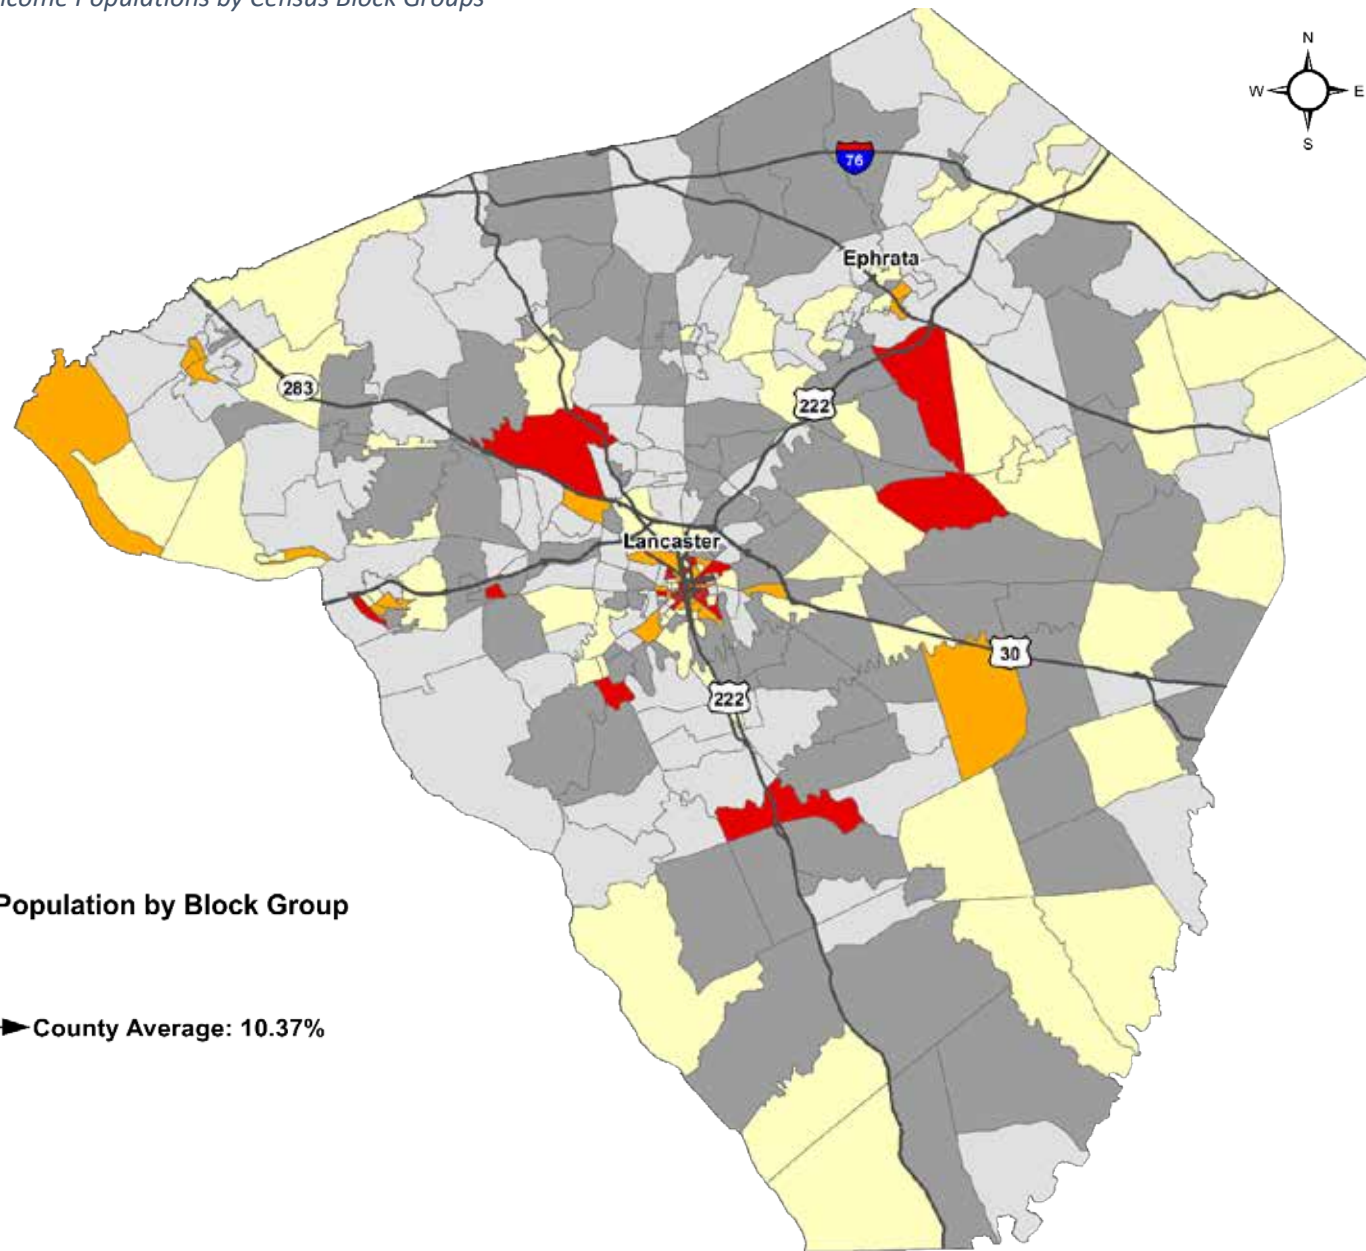 ncome Populations by Census Block Groups
N
W E
S
76
Ephrata
283
222
Lancaster
30
222
Population by Block Group
County Average: 10.37%